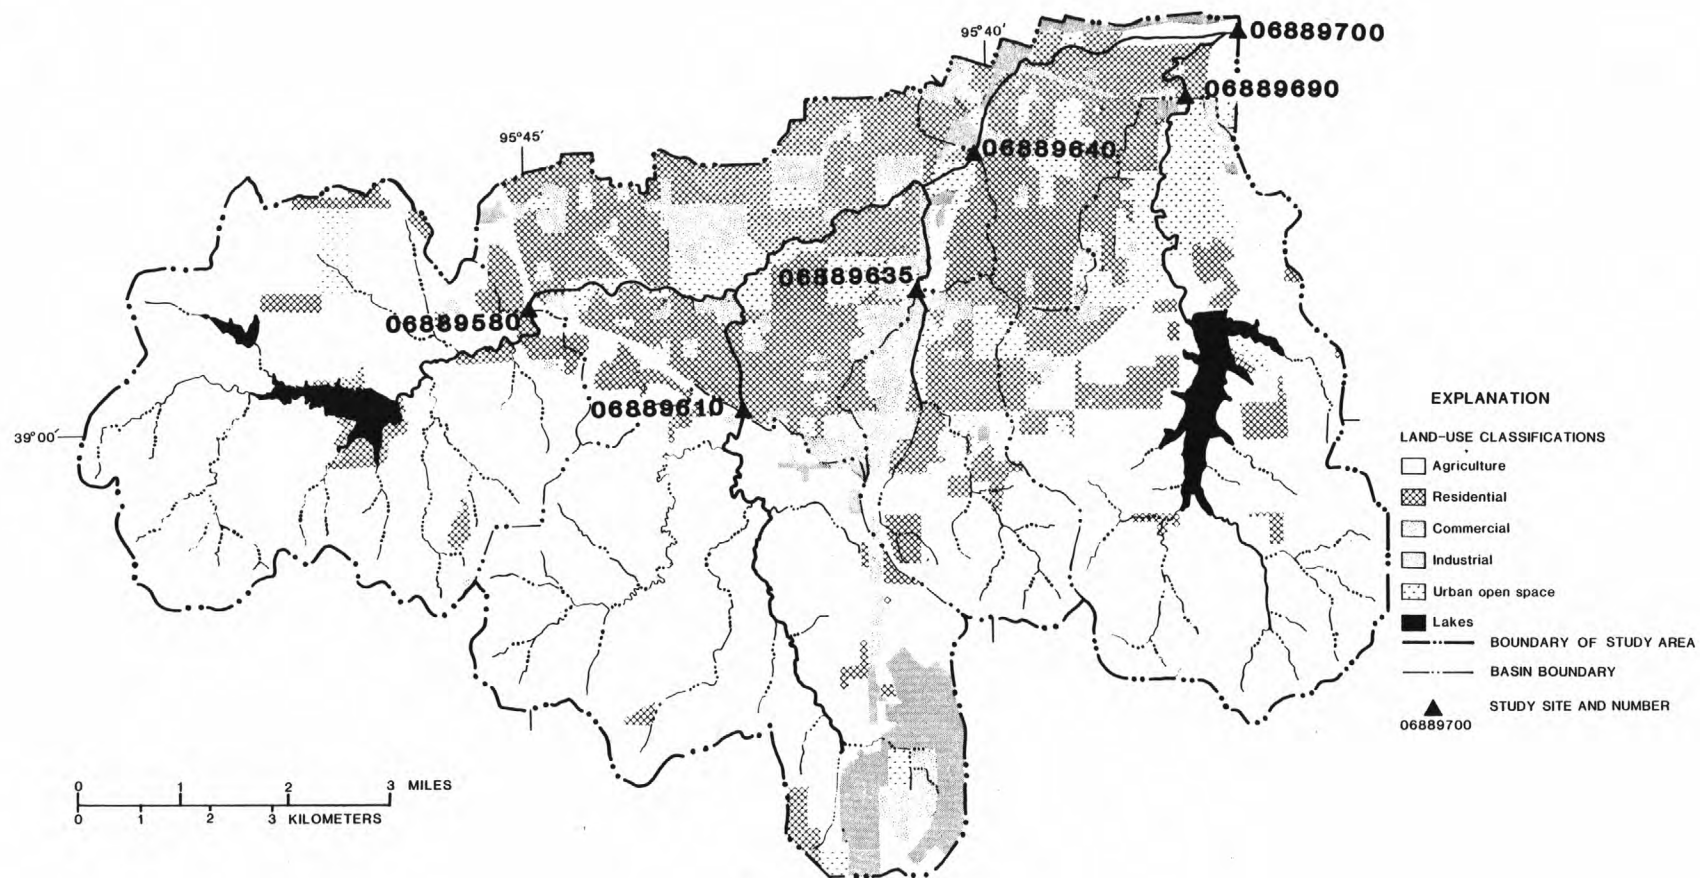 06889700
95°40′
06889690
95°45′
06889640
06889635
06889580
06889610
39°00′
EXPLANATION
LAND-USE CLASSIFICATIONS
Agriculture
Residential
Commercial
Industrial
Urban open space
Lakes
BOUNDARY OF STUDY AREA
BASIN BOUNDARY
STUDY SITE AND NUMBER
06889700
0 1 2 3 MILES
0 1 2 3 KILOMETERS